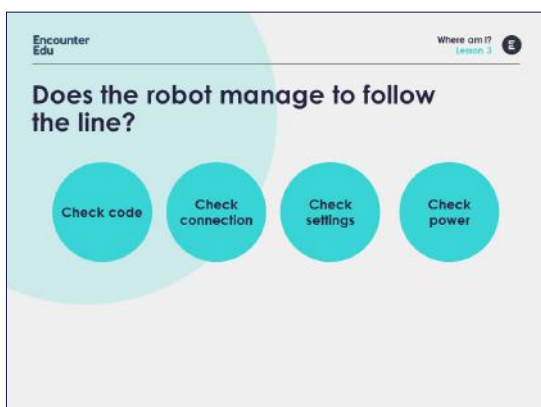 Encounter
Edu
Where am I?
Lesson 3
E
Does the robot manage to follow
the line?
Check code
Check
connection
Check
settings
Check
power